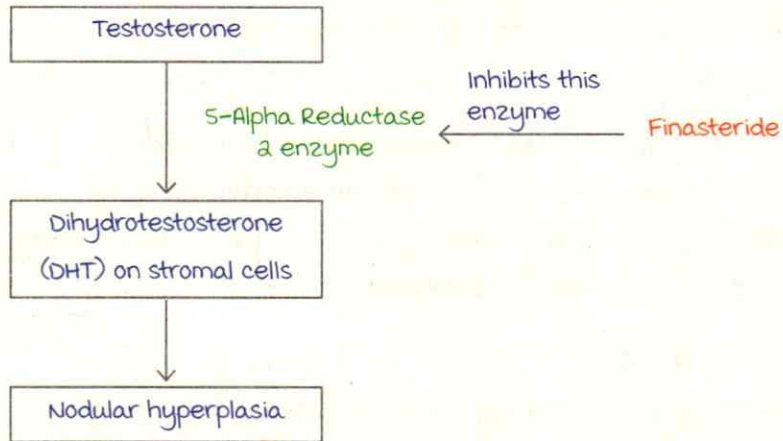 Testosterone
Inhibits this
enzyme
5-Alpha Reductase
2 enzyme
Finasteride
Dihydrotestosterone
(DHT) on stromal cells
Nodular hyperplasia